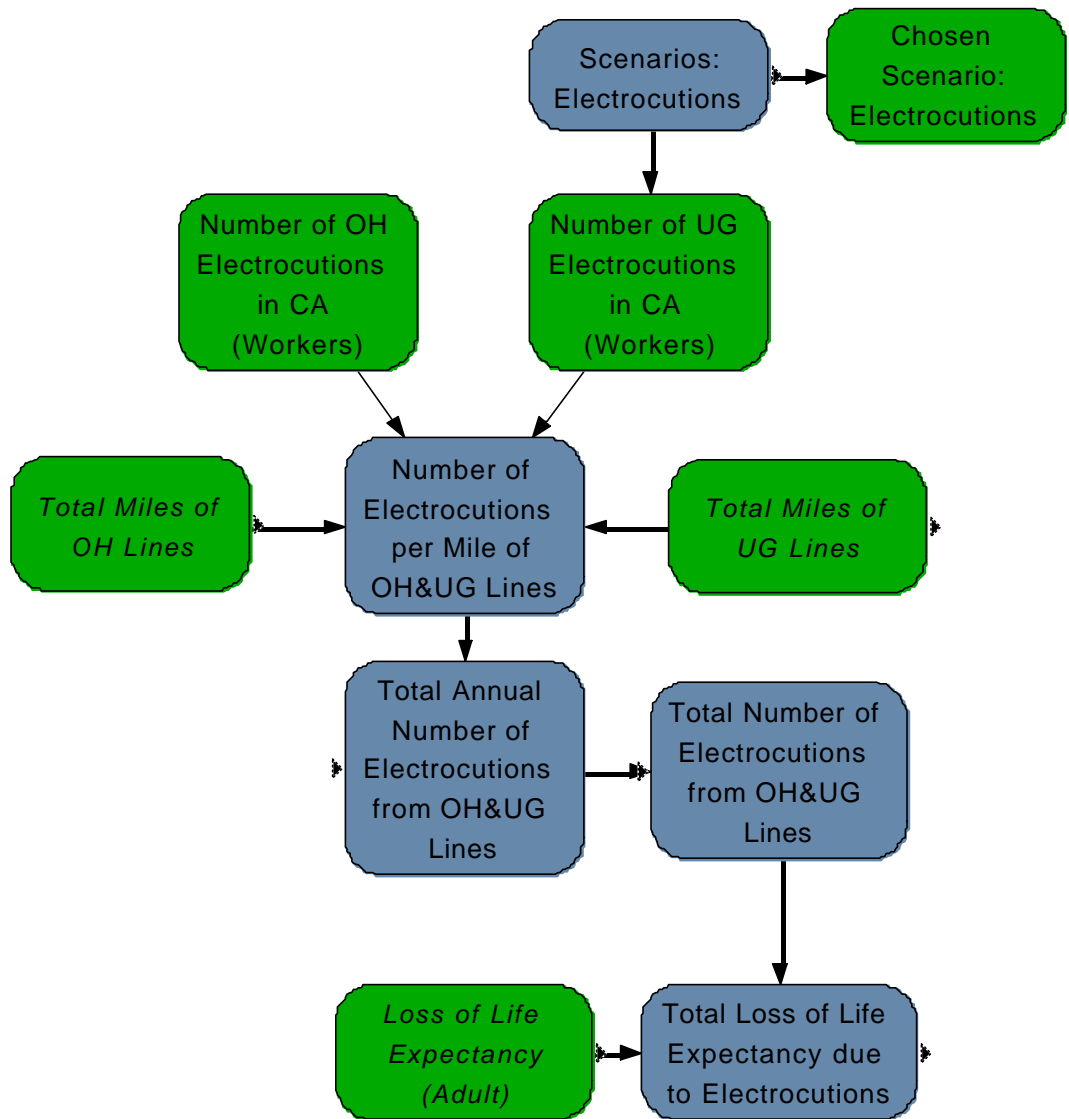 Scenarios:
Electrocutions
Chosen
Scenario:
Electrocutions
Number of OH
Electrocutions
in CA
(Workers)
Number of UG
Electrocutions
in CA
(Workers)
Total Miles of
OH Lines
Number of
Electrocutions
per Mile of
OH&UG Lines
Total Miles of
UG Lines
Total Annual
Number of
Electrocutions
from OH&UG
Lines
Total Number of
Electrocutions
from OH&UG
Lines
Loss of Life
Expectancy
(Adult)
Total Loss of Life
Expectancy due
to Electrocutions